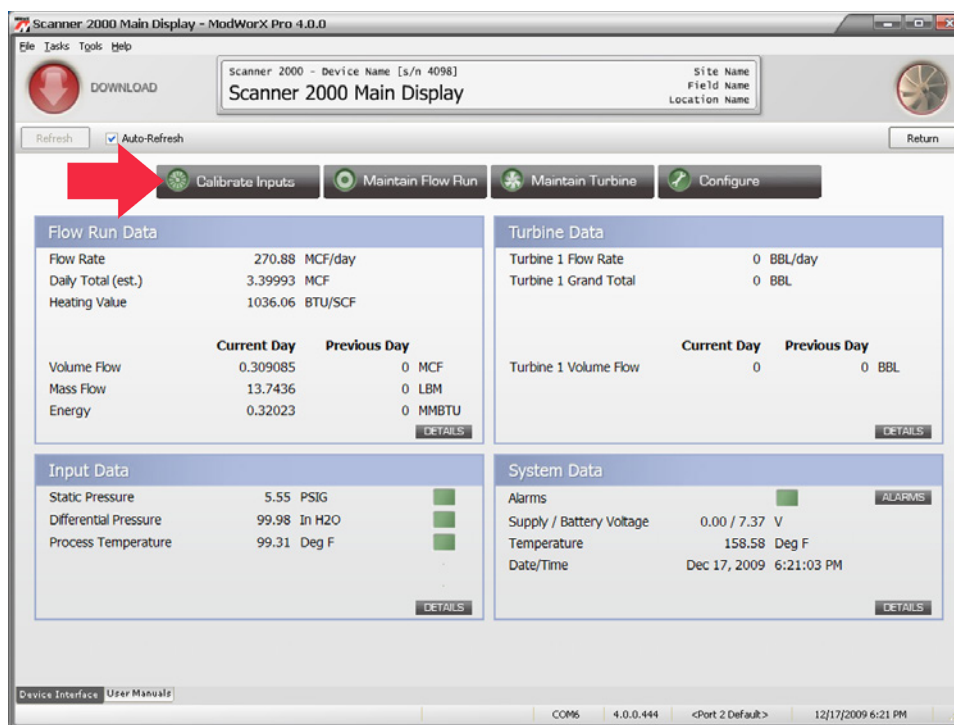 Scanner 2000 Main Display - ModWorX Pro 4.0.0
File Tasks Tools Help
DOWNLOAD
Scanner 2000 - Device Name [s/n 4098]
Scanner 2000 Main Display
Site Name
Field Name
Location Name
Refresh Auto-Refresh Return
Calibrate Inputs Maintain Flow Run Maintain Turbine Configure
Flow Run Data
Flow Rate 270.88 MCF/day
Daily Total (est.) 3.39993 MCF
Heating Value 1036.06 BTU/SCF
Current Day Previous Day
Volume Flow 0.309085 0 MCF
Mass Flow 13.7436 0 LBM
Energy 0.32023 0 MMBTU
DETAILS
Turbine Data
Turbine 1 Flow Rate 0 BBL/day
Turbine 1 Grand Total 0 BBL
Current Day Previous Day
Turbine 1 Volume Flow 0 0 BBL
DETAILS
Input Data
Static Pressure 5.55 PSIG
Differential Pressure 99.98 In H2O
Process Temperature 99.31 Deg F
DETAILS
System Data
Alarms ALARMS
Supply / Battery Voltage 0.00 / 7.37 V
Temperature 158.58 Deg F
Date/Time Dec 17, 2009 6:21:03 PM
DETAILS
Device Interface User Manuals
COM6 4.0.0.444 <Port 2 Default> 12/17/2009 6:21 PM